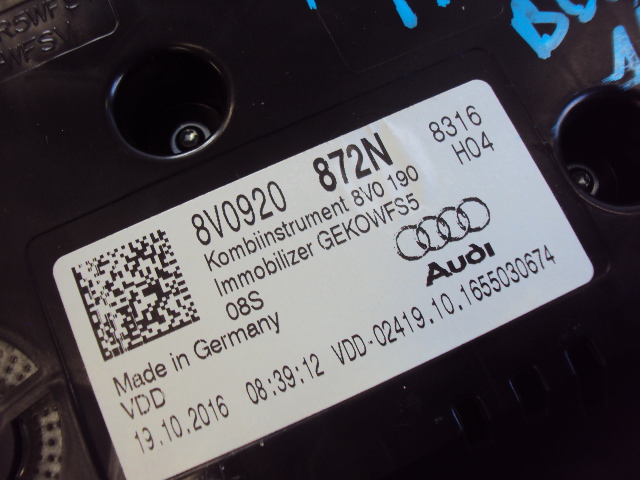 8V0920 872N 8316
Kombiinstrument 8V0 190 H04
Immobilizer GEKOWFS5
08S
Audi
Made in Germany
VDD
19.10.2016 08:39:12 VDD-02419.10.1655030674